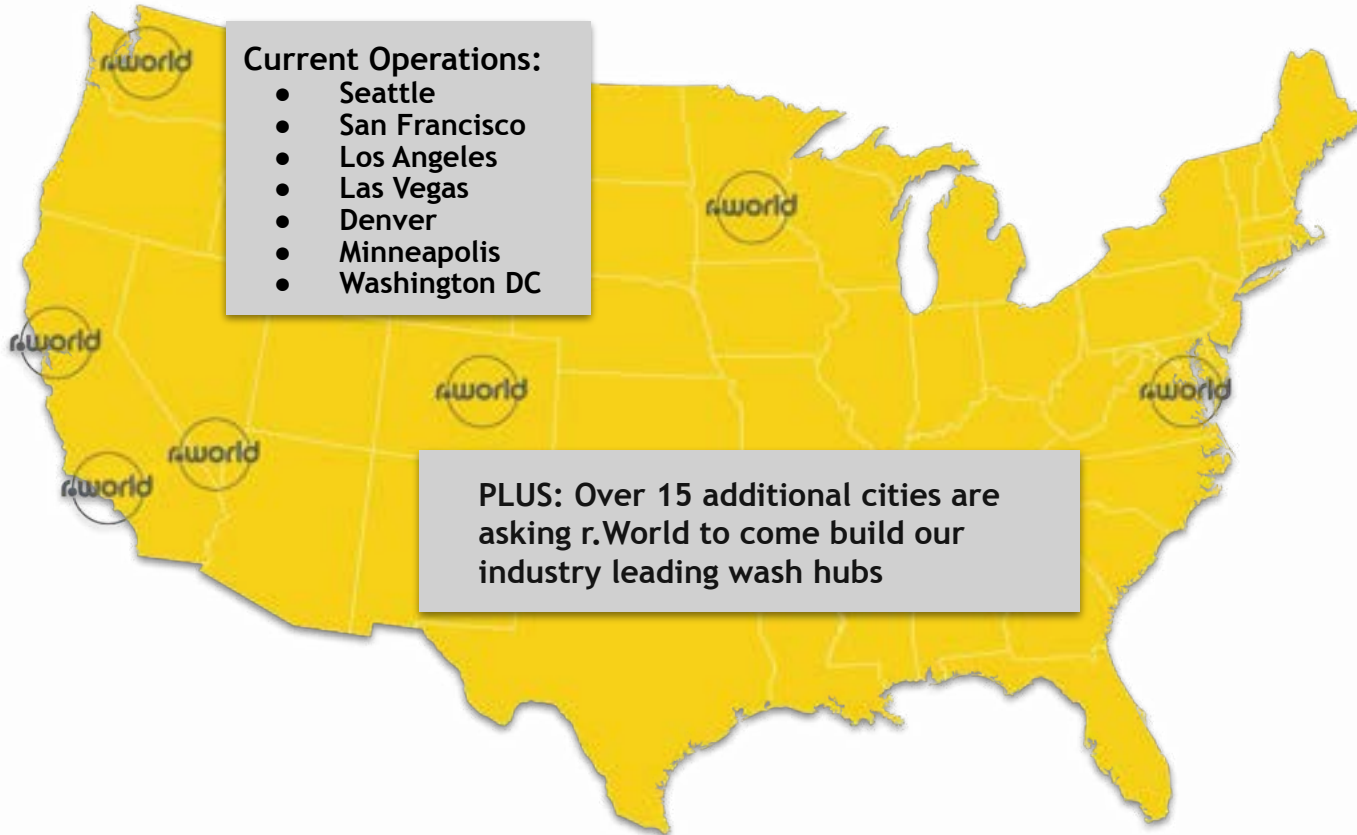 r.world
Current Operations:
● Seattle
● San Francisco
● Los Angeles
● Las Vegas
● Denver
● Minneapolis
● Washington DC
r.world
r.world
r.world
r.world
r.world
r.world
PLUS: Over 15 additional cities are
asking r.World to come build our
industry leading wash hubs